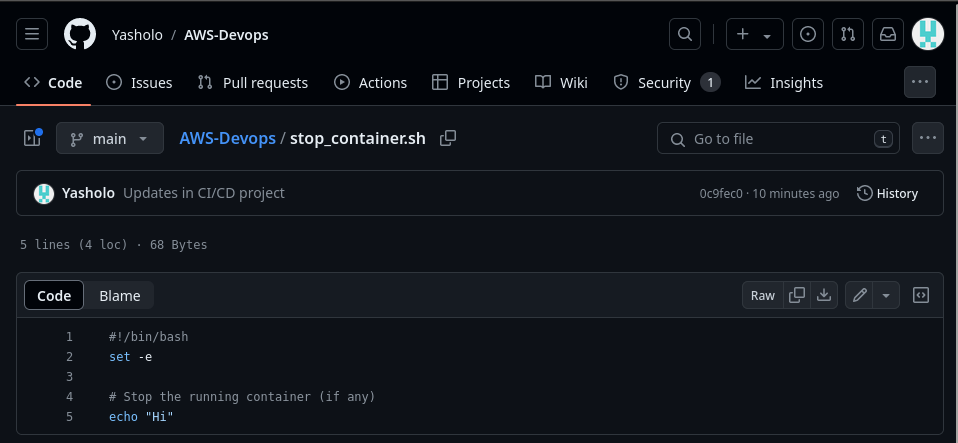 Yasholo / AWS-Devops
Code Issues Pull requests Actions Projects Wiki Security 1 Insights
main AWS-Devops / stop_container.sh Go to file t
Yasholo Updates in CI/CD project 0c9fec0 · 10 minutes ago History
5 lines (4 loc) · 68 Bytes
Code Blame Raw
1 #!/bin/bash
2 set -e
3
4 # Stop the running container (if any)
5 echo "Hi"